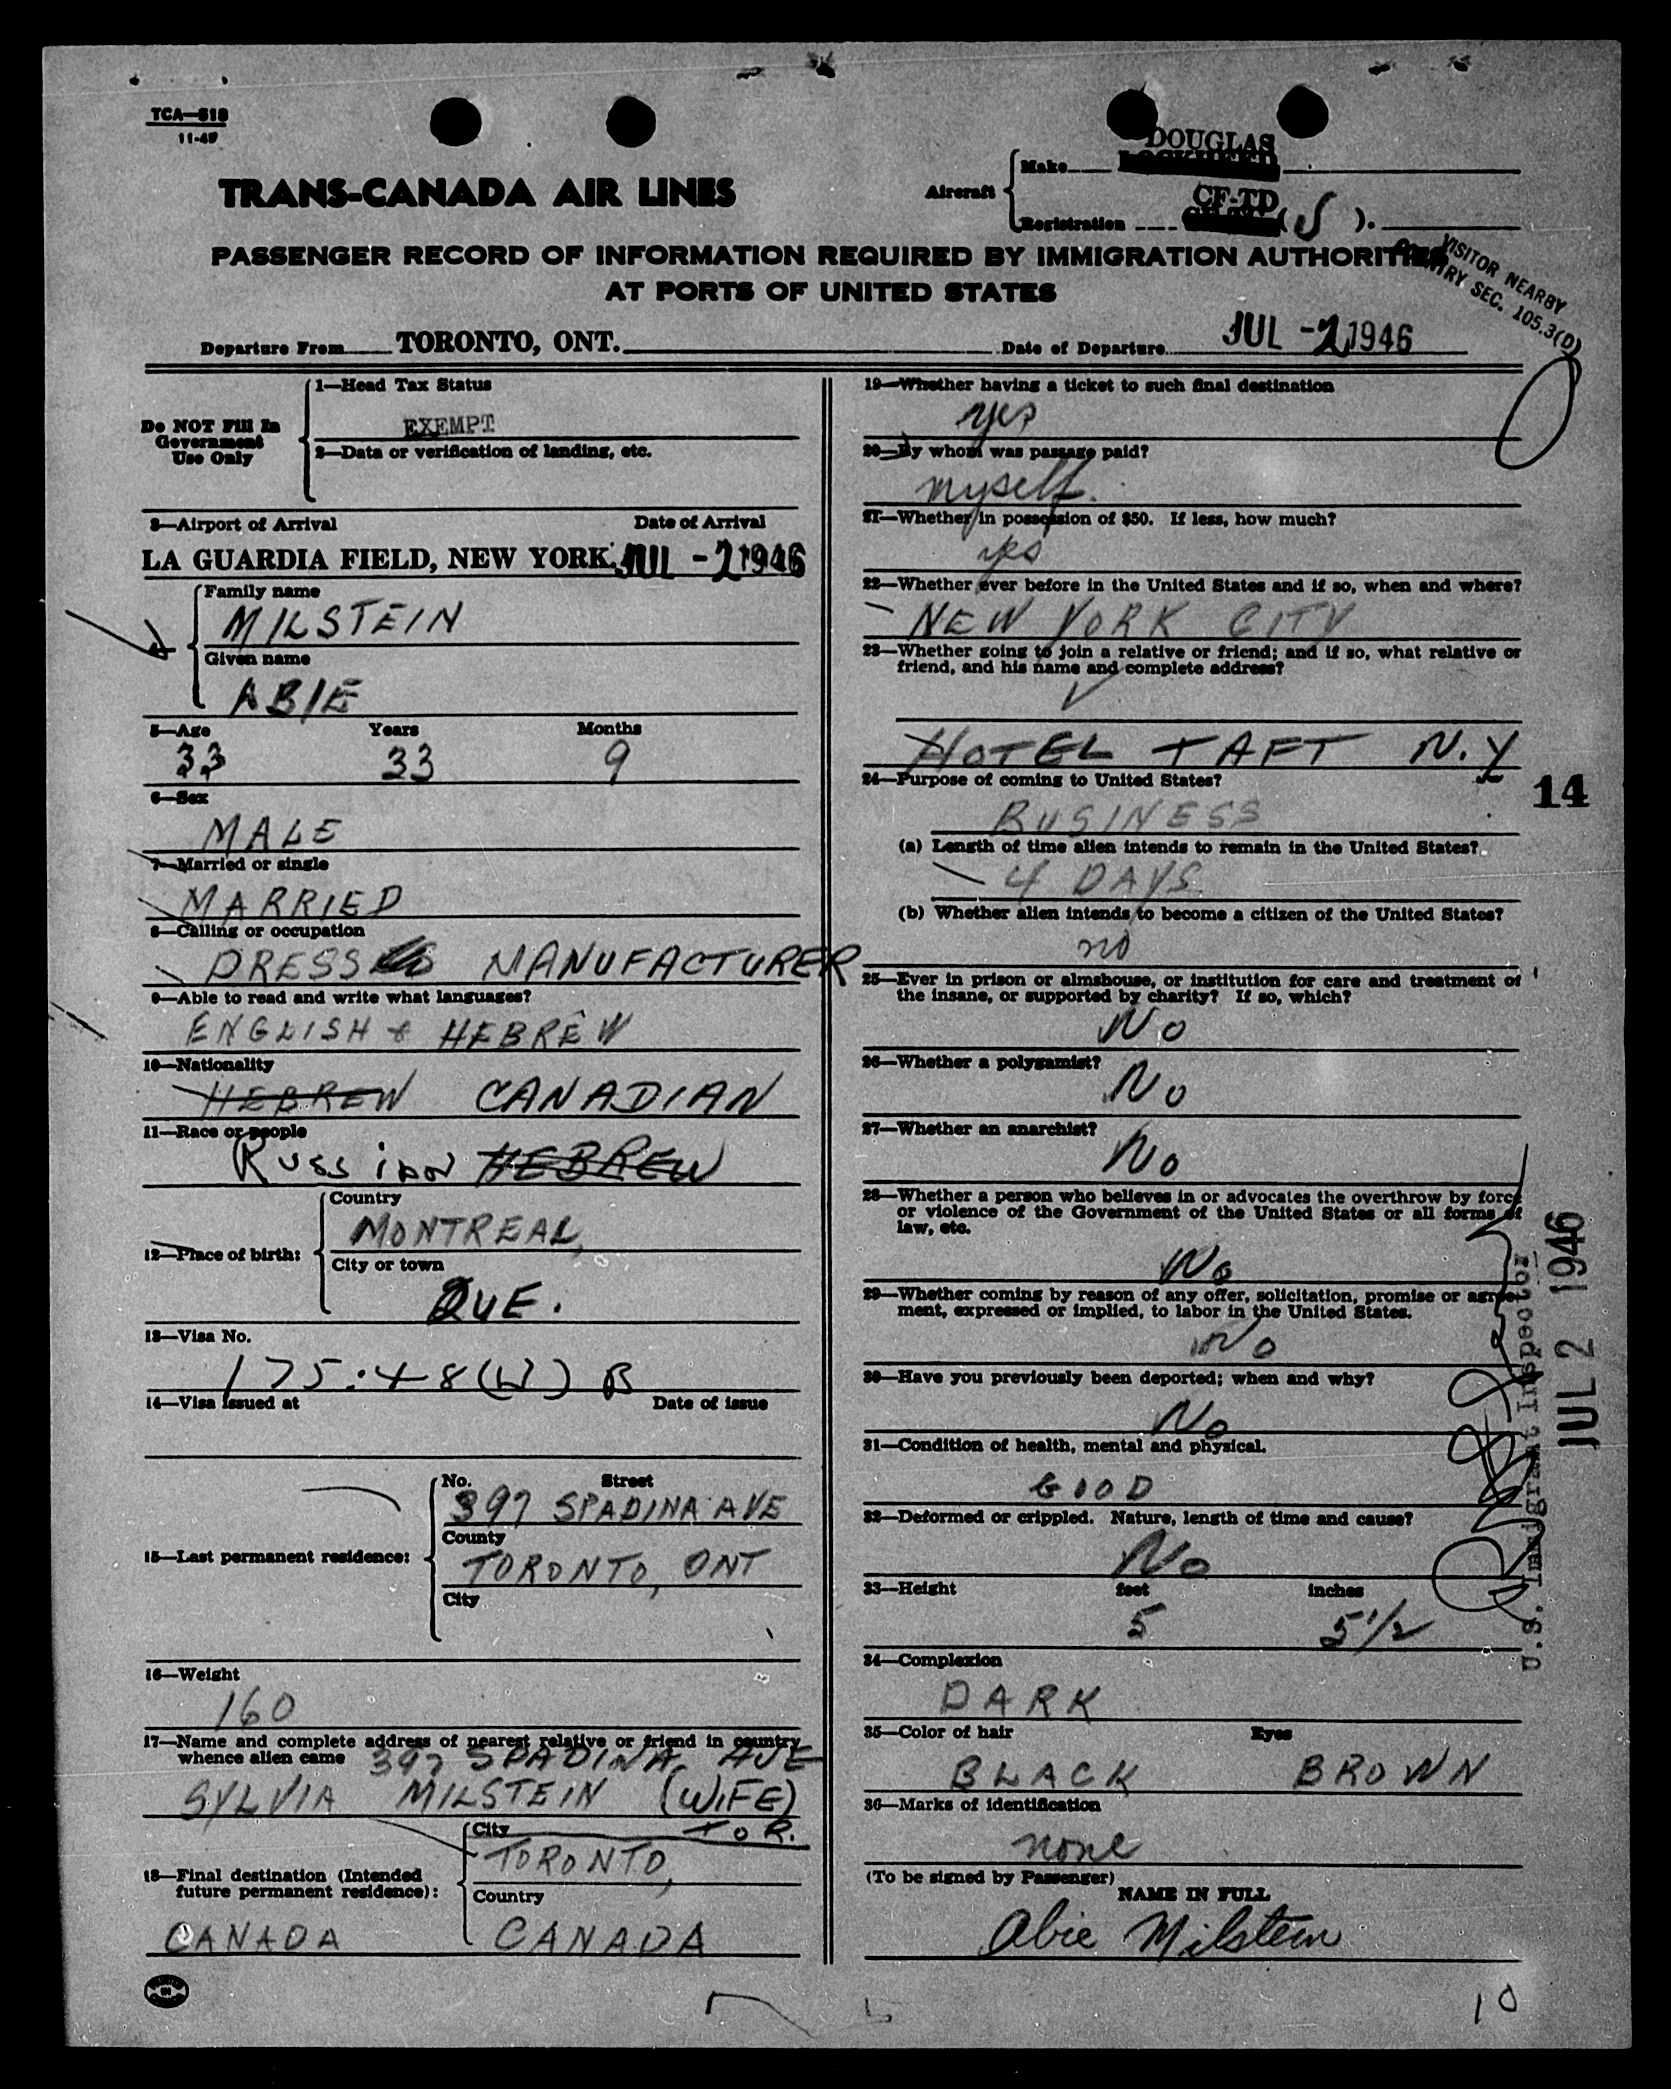 TCA—518
11-45
TRANS-CANADA AIR LINES
Aircraft
Make
DOUGLAS
Registration
CF-TD
( J ).
PASSENGER RECORD OF INFORMATION REQUIRED BY IMMIGRATION AUTHORITIES
AT PORTS OF UNITED STATES
VISITOR NEARBY
SEC. 105.3(D)
Departure From TORONTO, ONT. Date of Departure JUL -2 1946
Do NOT Fill In
Government
Use Only
1—Head Tax Status
EXEMPT
2—Data or verification of landing, etc.
3—Airport of Arrival Date of Arrival
LA GUARDIA FIELD, NEW YORK. JUL -2 1946
Family name
MILSTEIN
Given name
ABIE
5—Age Years Months
33 33 9
6—Sex
MALE
7—Married or single
MARRIED
8—Calling or occupation
DRESS MANUFACTURER
9—Able to read and write what languages?
ENGLISH + HEBREW
10—Nationality
HEBREW CANADIAN
11—Race or people
RUSSIAN HEBREW
12—Place of birth:
Country
MONTREAL,
City or town
QUE.
13—Visa No.
175:48(W) B
14—Visa issued at Date of issue
15—Last permanent residence:
No. Street
397 SPADINA AVE
County
TORONTO, ONT
City
16—Weight
160
17—Name and complete address of nearest relative or friend in country
whence alien came 397 SPADINA AVE
SYLVIA MILSTEIN (WIFE)
TOR.
18—Final destination (Intended
future permanent residence):
City
TORONTO,
Country
CANADA CANADA
19—Whether having a ticket to such final destination
yes
20—By whom was passage paid?
myself.
21—Whether in possession of $50. If less, how much?
yes
22—Whether ever before in the United States and if so, when and where?
NEW YORK CITY
23—Whether going to join a relative or friend; and if so, what relative or
friend, and his name and complete address?
HOTEL TAFT N.Y
24—Purpose of coming to United States?
BUSINESS
14
(a) Length of time alien intends to remain in the United States?
4 DAYS
(b) Whether alien intends to become a citizen of the United States?
no
25—Ever in prison or almshouse, or institution for care and treatment of
the insane, or supported by charity? If so, which?
No
26—Whether a polygamist?
No
27—Whether an anarchist?
No
28—Whether a person who believes in or advocates the overthrow by force
or violence of the Government of the United States or all forms of
law, etc.
No
29—Whether coming by reason of any offer, solicitation, promise or agree-
ment, expressed or implied, to labor in the United States.
No
30—Have you previously been deported; when and why?
No
31—Condition of health, mental and physical.
GOOD
32—Deformed or crippled. Nature, length of time and cause?
No
33—Height feet inches
5 5 1/2
34—Complexion
DARK
35—Color of hair Eyes
BLACK BROWN
36—Marks of identification
none
(To be signed by Passenger)
NAME IN FULL
Abie Milstein
U.S. Immigrant Inspector
JUL 2 1946
10